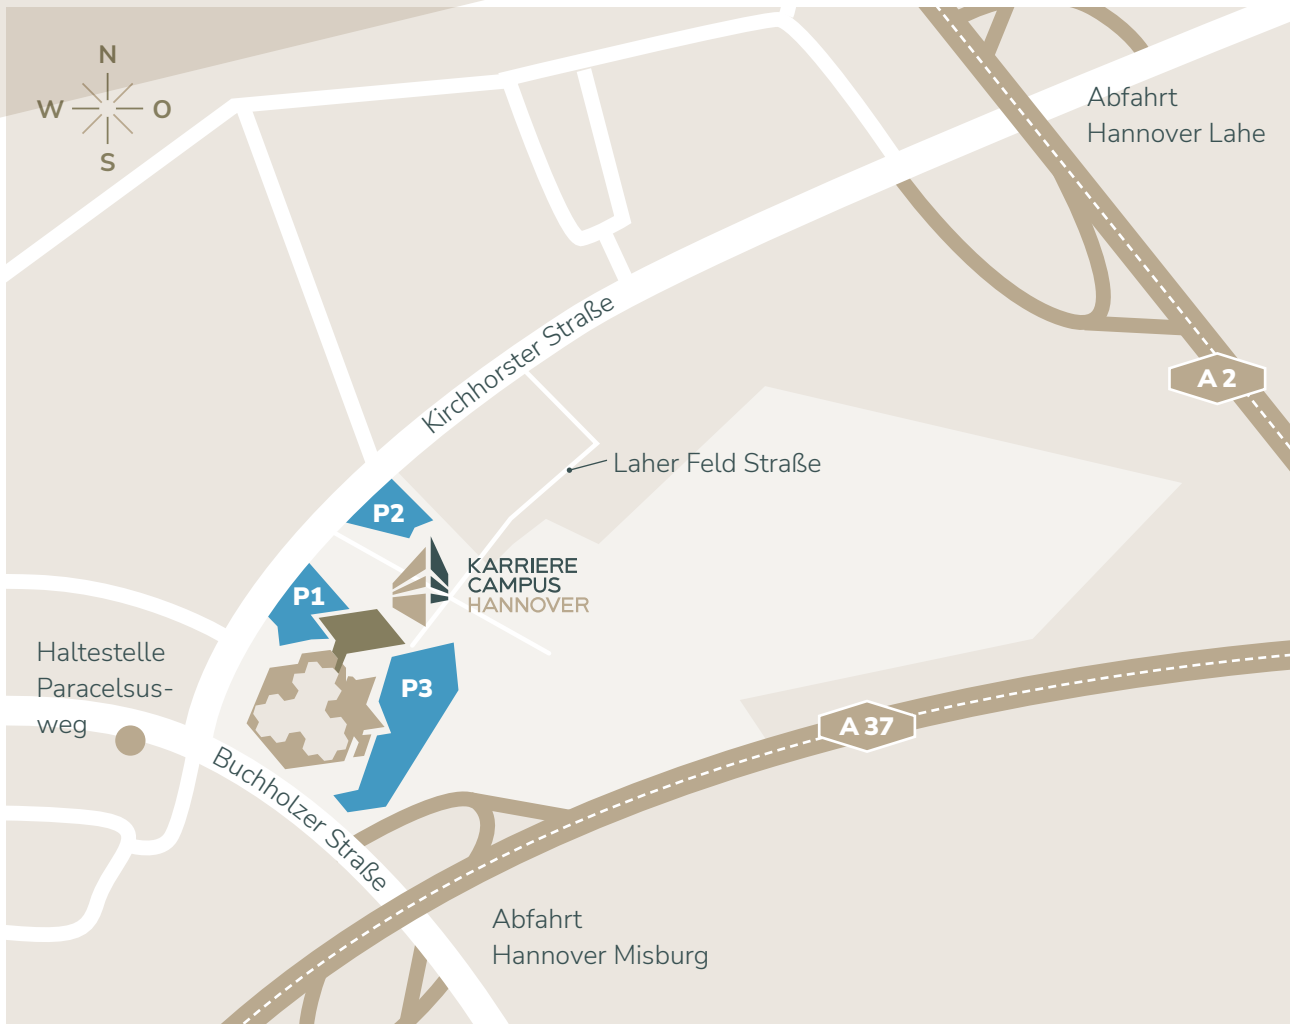 N
W
O
S
Abfahrt
Hannover Lahe
A 2
Kirchhorster Straße
Laher Feld Straße
P2
KARRIERE
CAMPUS
HANNOVER
P1
P3
Haltestelle
Paracelsus-
weg
A 37
Buchholzer Straße
Abfahrt
Hannover Misburg